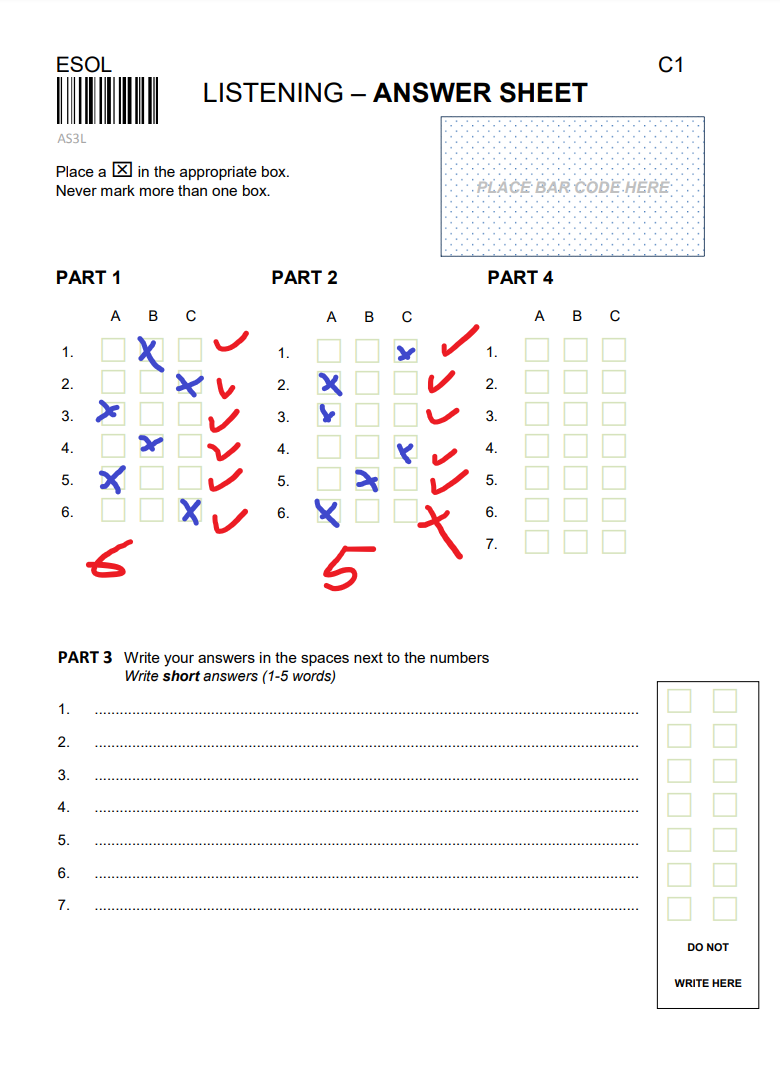 ESOL
C1
LISTENING – ANSWER SHEET
AS3L
Place a ☒ in the appropriate box.
Never mark more than one box.
PLACE BAR CODE HERE
PART 1
A B C
1.
2.
3.
4.
5.
6.
6
PART 2
A B C
1.
2.
3.
4.
5.
6.
5
PART 4
A B C
1.
2.
3.
4.
5.
6.
7.
PART 3 Write your answers in the spaces next to the numbers
Write short answers (1-5 words)
1. ........................................................
2. ........................................................
3. ........................................................
4. ........................................................
5. ........................................................
6. ........................................................
7. ........................................................
DO NOT
WRITE HERE